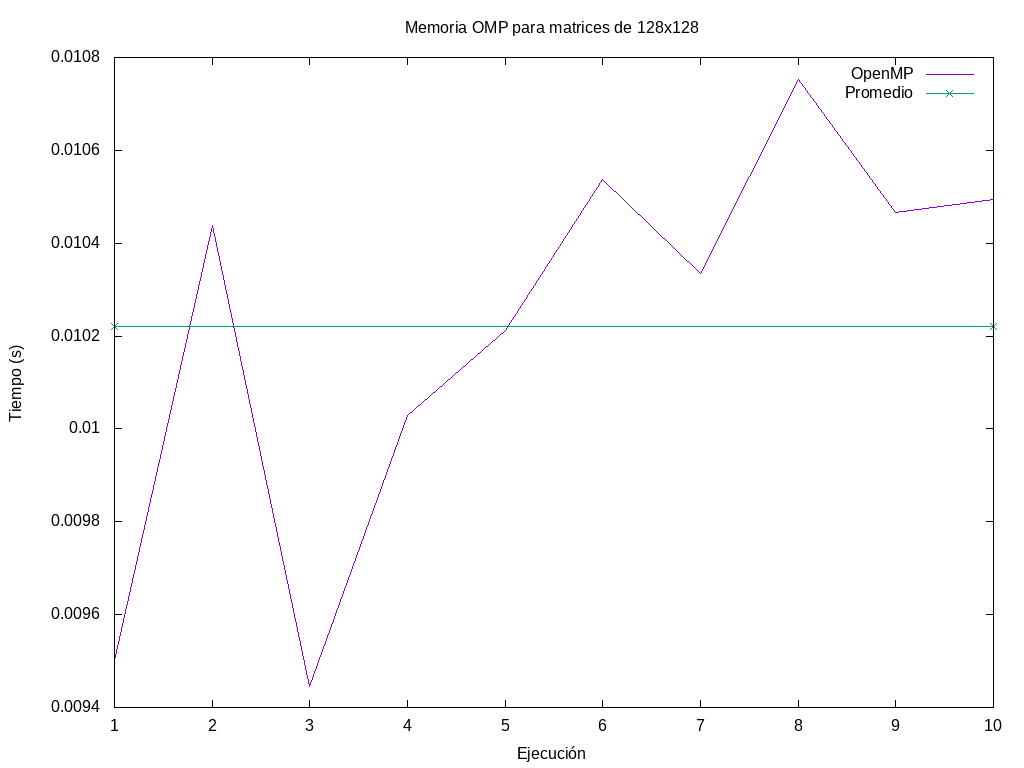 Memoria OMP para matrices de 128x128
OpenMP
Promedio
0.0108
0.0106
0.0104
0.0102
0.01
0.0098
0.0096
0.0094
Tiempo (s)
1 2 3 4 5 6 7 8 9 10
Ejecución